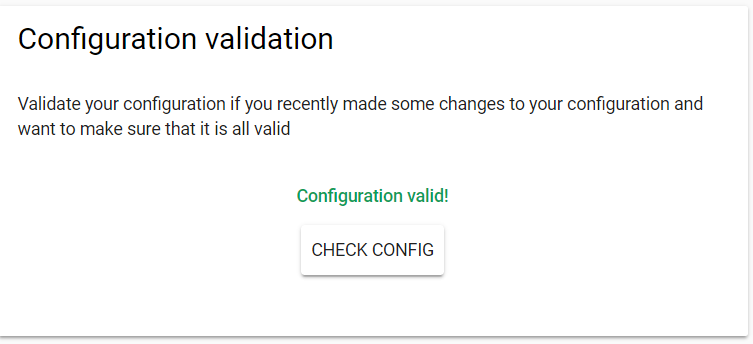 Configuration validation
Validate your configuration if you recently made some changes to your configuration and
want to make sure that it is all valid
Configuration valid!
CHECK CONFIG